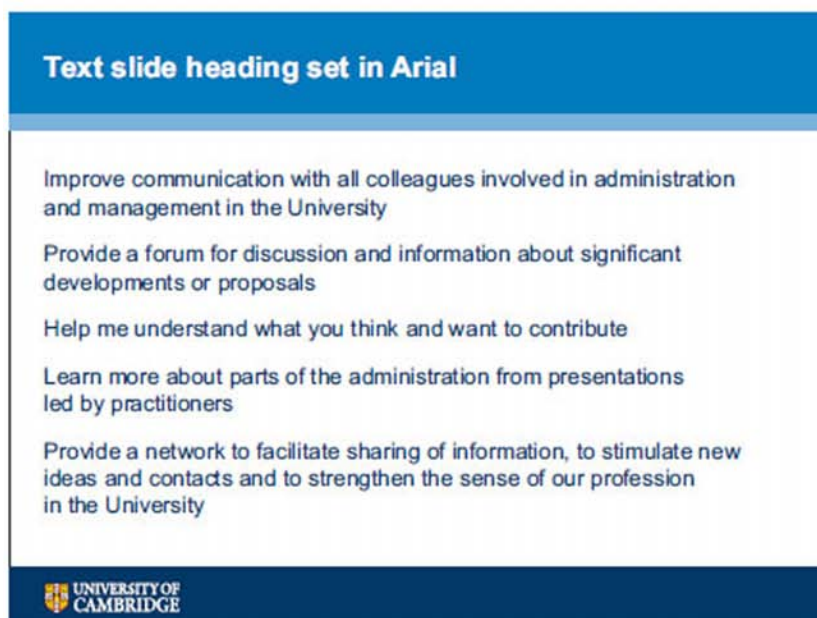 Text slide heading set in Arial
Improve communication with all colleagues involved in administration
and management in the University
Provide a forum for discussion and information about significant
developments or proposals
Help me understand what you think and want to contribute
Learn more about parts of the administration from presentations
led by practitioners
Provide a network to facilitate sharing of information, to stimulate new
ideas and contacts and to strengthen the sense of our profession
in the University
UNIVERSITY OF
CAMBRIDGE